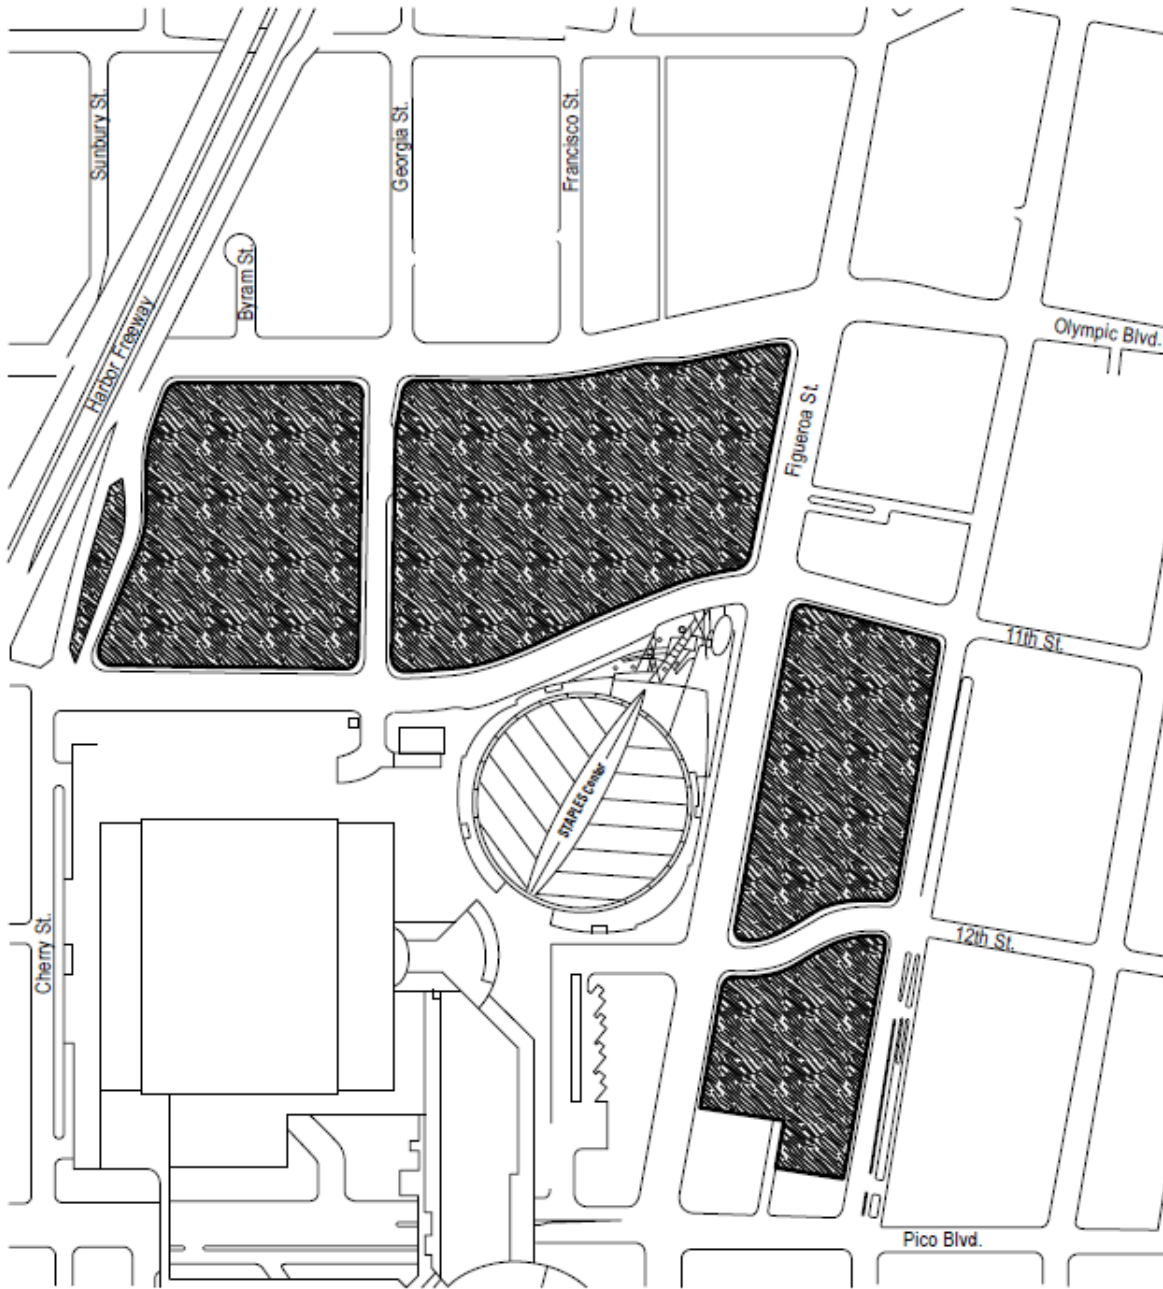 Sunbury St.
Georgia St.
Francisco St.
Byram St.
Harbor Freeway
Olympic Blvd.
Figueroa St.
11th St.
STAPLES Center
12th St.
Cherry St.
Pico Blvd.